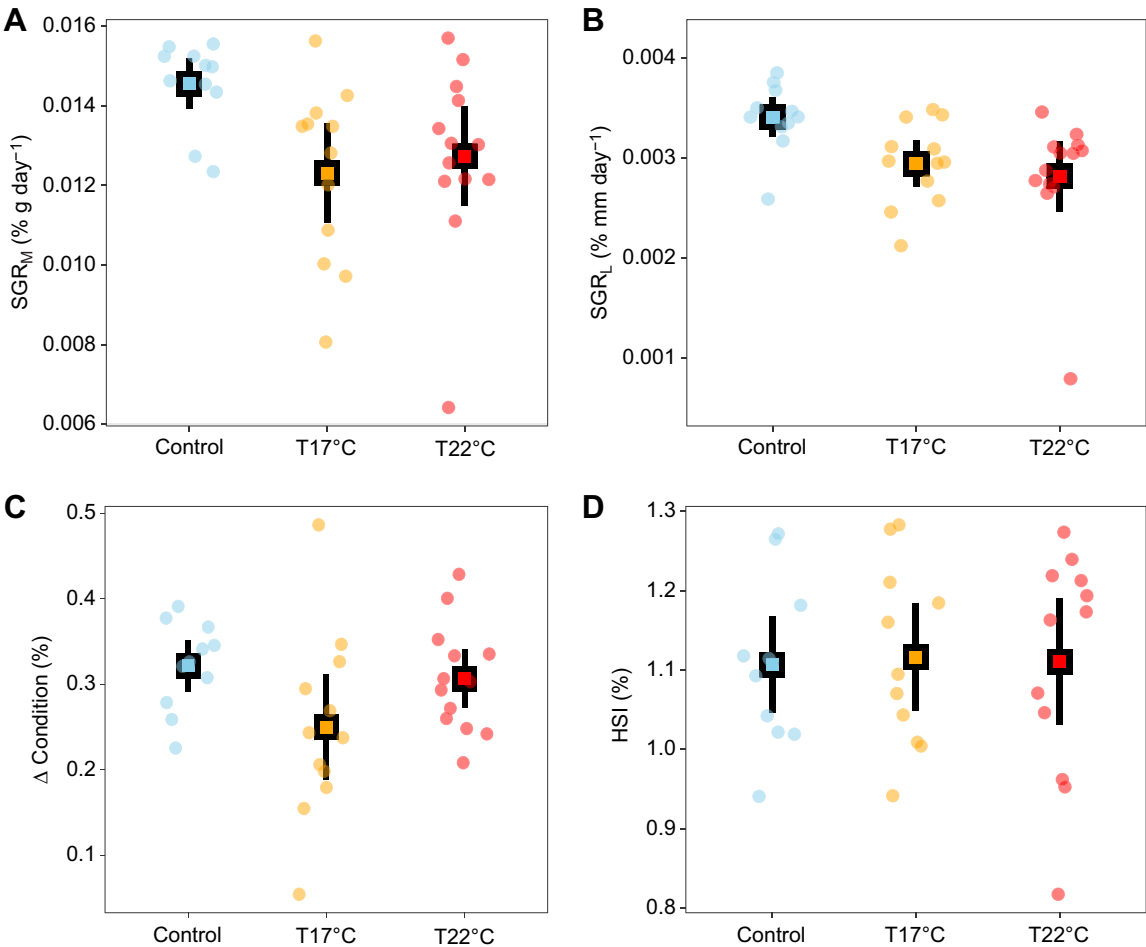 A
SGR_M (% g day⁻¹)
0.016
0.014
0.012
0.010
0.008
0.006
Control
T17°C
T22°C
B
SGR_L (% mm day⁻¹)
0.004
0.003
0.002
0.001
Control
T17°C
T22°C
C
Δ Condition (%)
0.5
0.4
0.3
0.2
0.1
Control
T17°C
T22°C
D
HSI (%)
1.3
1.2
1.1
1.0
0.9
0.8
Control
T17°C
T22°C